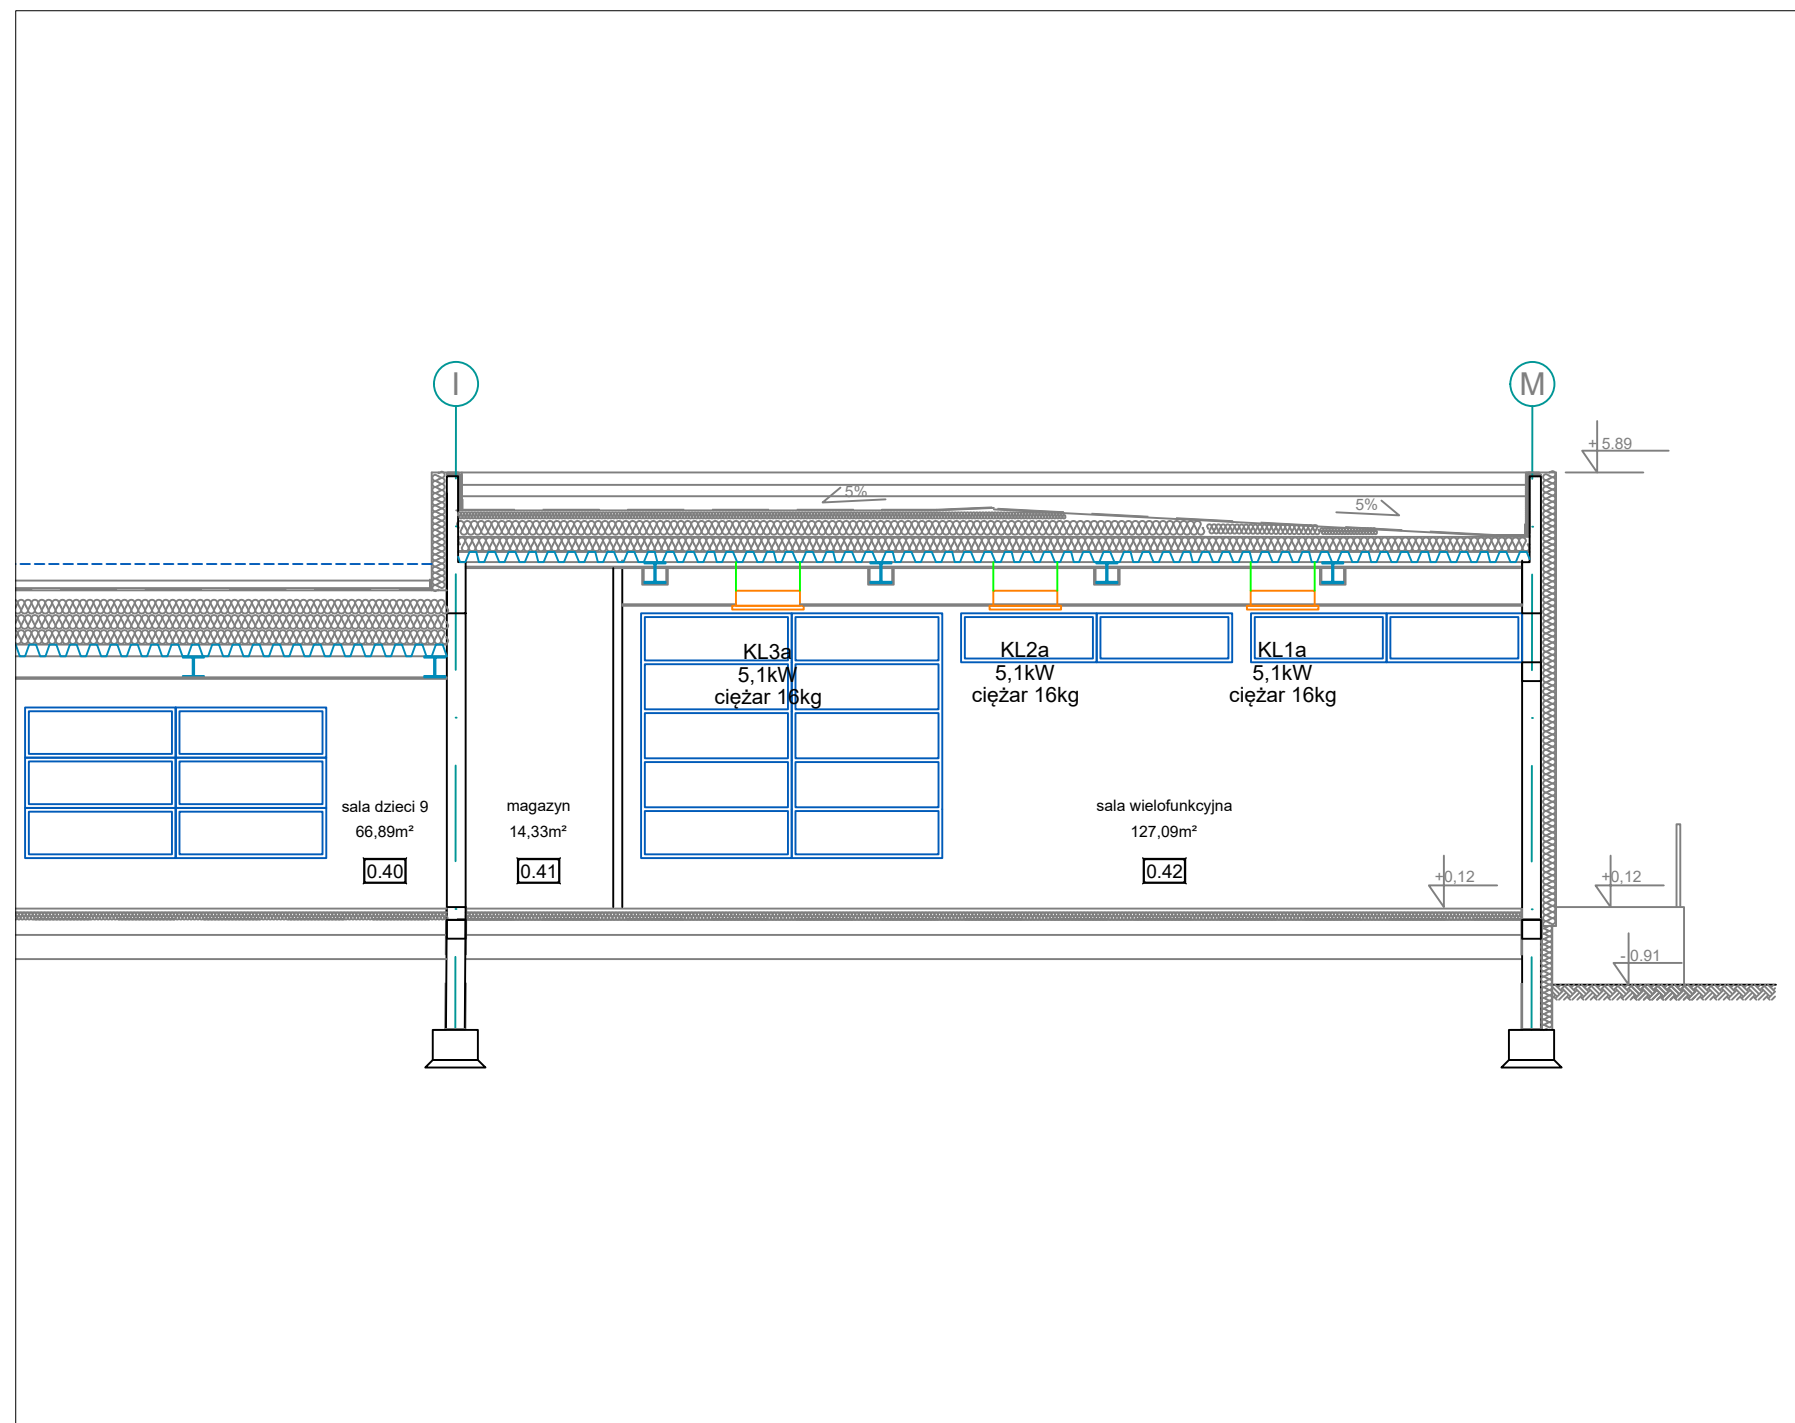 I
M
+ 5.89
5%
5%
KL3a
5,1kW
ciężar 16kg
KL2a
5,1kW
ciężar 16kg
KL1a
5,1kW
ciężar 16kg
sala dzieci 9
66,89m²
0.40
magazyn
14,33m²
0.41
sala wielofunkcyjna
127,09m²
0.42
+0,12
+0,12
- 0.91